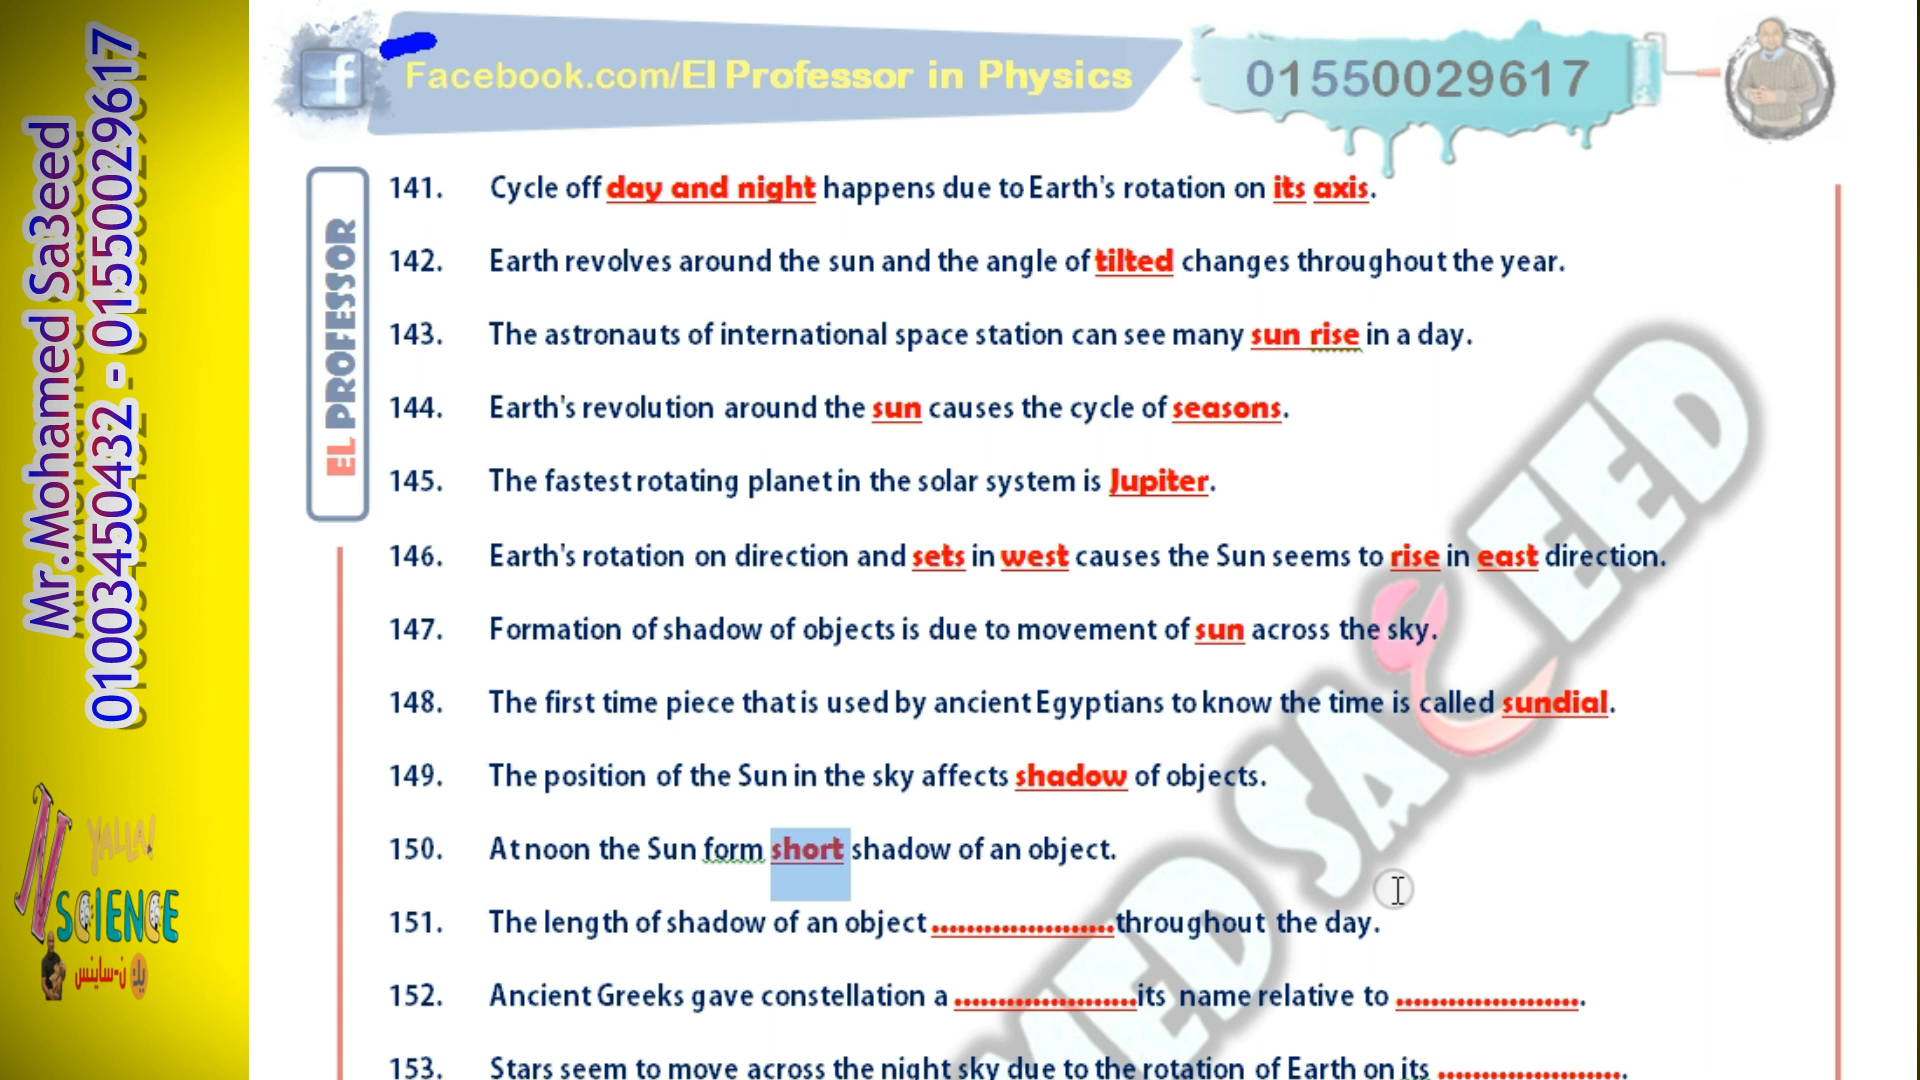 Mr.Mohamed Sa3eed
01003450432 - 01550029617
YALLA!
N SCIENCE
يلا ن-ساينس
f
Facebook.com/El Professor in Physics
01550029617
EL PROFESSOR
141. Cycle off day and night happens due to Earth's rotation on its axis.
142. Earth revolves around the sun and the angle of tilted changes throughout the year.
143. The astronauts of international space station can see many sun rise in a day.
144. Earth's revolution around the sun causes the cycle of seasons.
145. The fastest rotating planet in the solar system is Jupiter.
146. Earth's rotation on direction and sets in west causes the Sun seems to rise in east direction.
147. Formation of shadow of objects is due to movement of sun across the sky.
148. The first time piece that is used by ancient Egyptians to know the time is called sundial.
149. The position of the Sun in the sky affects shadow of objects.
150. At noon the Sun form short shadow of an object.
151. The length of shadow of an object .....................throughout the day.
152. Ancient Greeks gave constellation a .....................its name relative to .....................
153. Stars seem to move across the night sky due to the rotation of Earth on its .....................
MED SA3EED